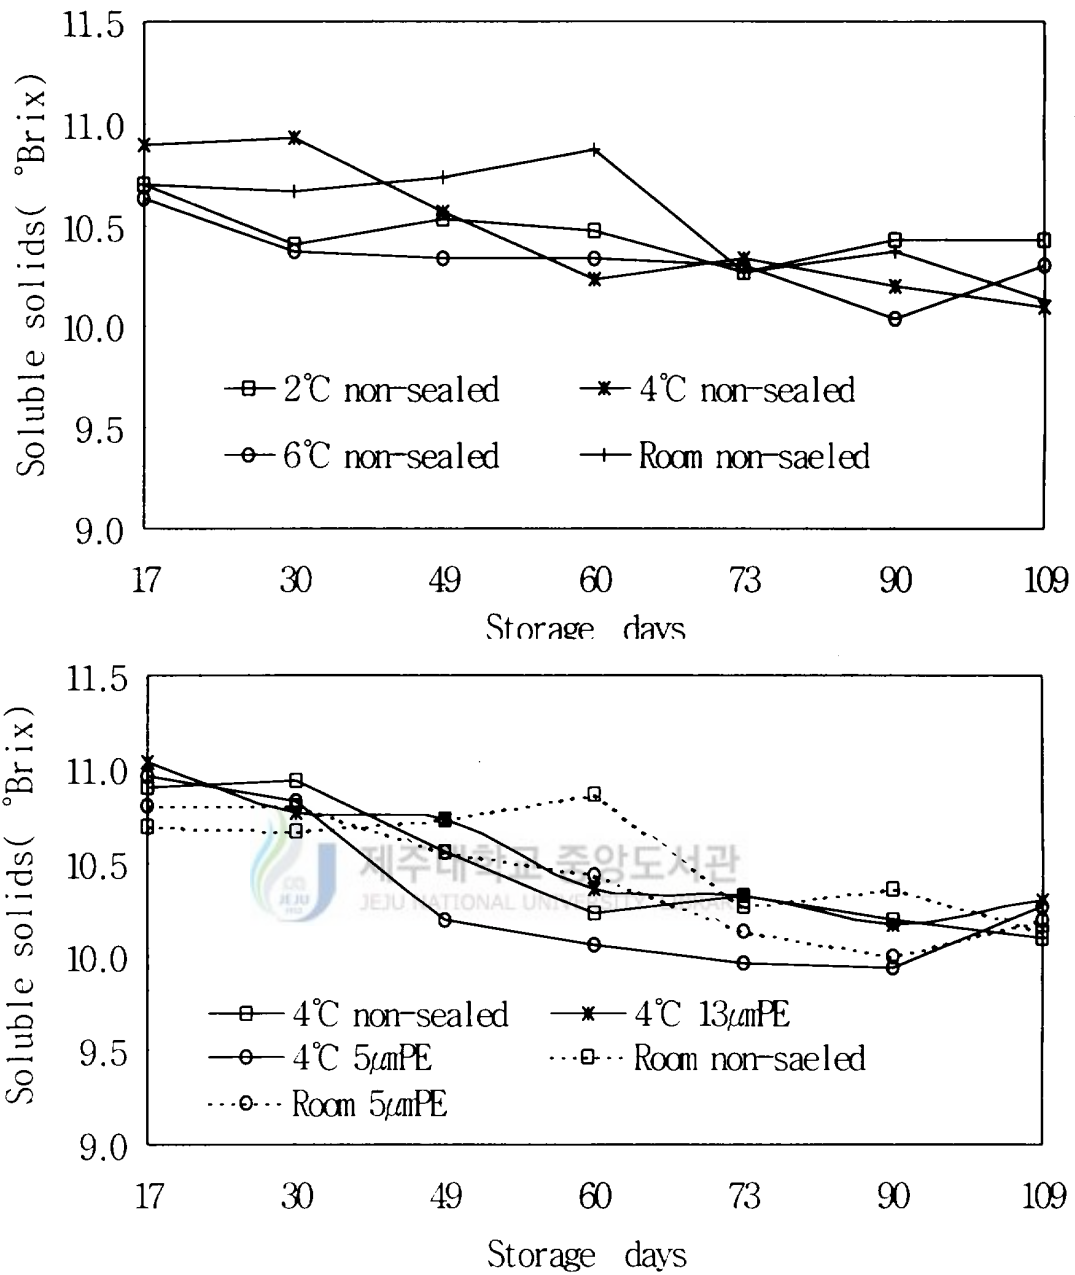 11.5
11.0
10.5
10.0
9.5
9.0
Soluble solids( °Brix)
2℃ non-sealed
4℃ non-sealed
6℃ non-sealed
Room non-saeled
17 30 49 60 73 90 109
Storage days
11.5
11.0
10.5
10.0
9.5
9.0
Soluble solids( °Brix)
제주대학교 중앙도서관
JEJU NATIONAL UNIVERSITY LIBRARY
JEJU
1952
4℃ non-sealed
4℃ 13μmPE
4℃ 5μmPE
Room non-saeled
Room 5μmPE
17 30 49 60 73 90 109
Storage days